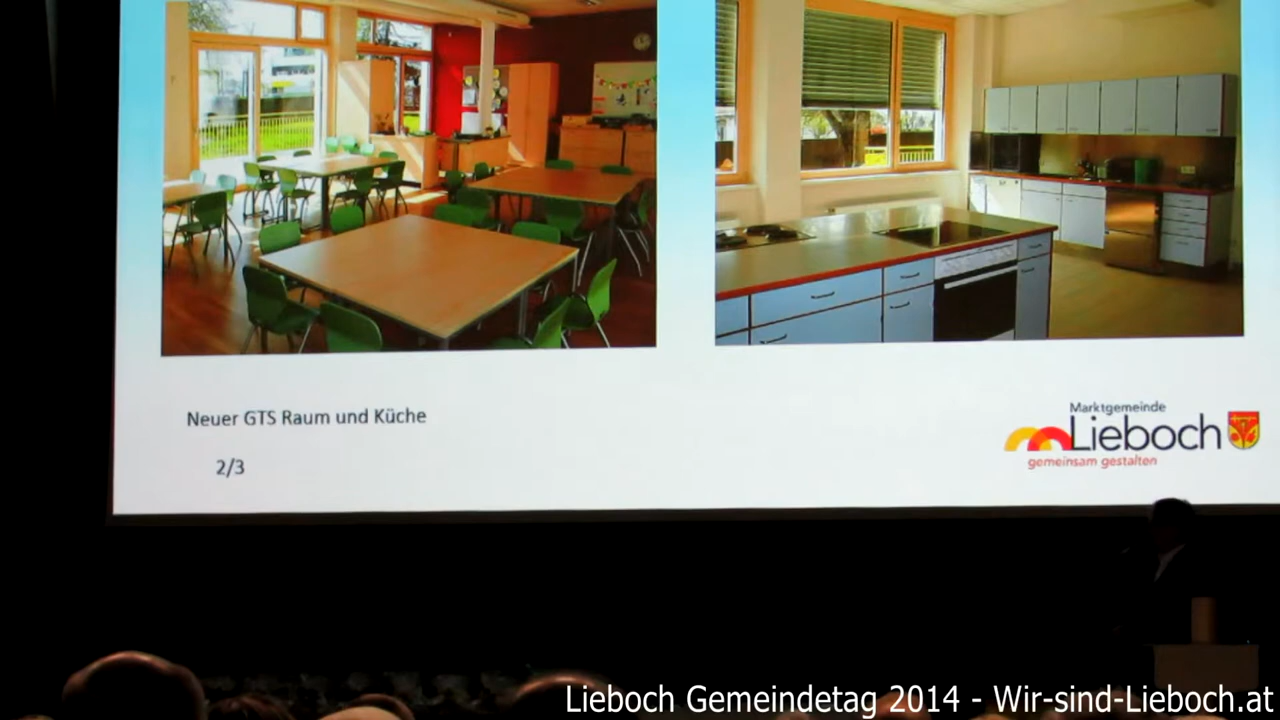 Neuer GTS Raum und Küche
2/3
Marktgemeinde
Lieboch
gemeinsam gestalten
Lieboch Gemeindetag 2014 - Wir-sind-Lieboch.at